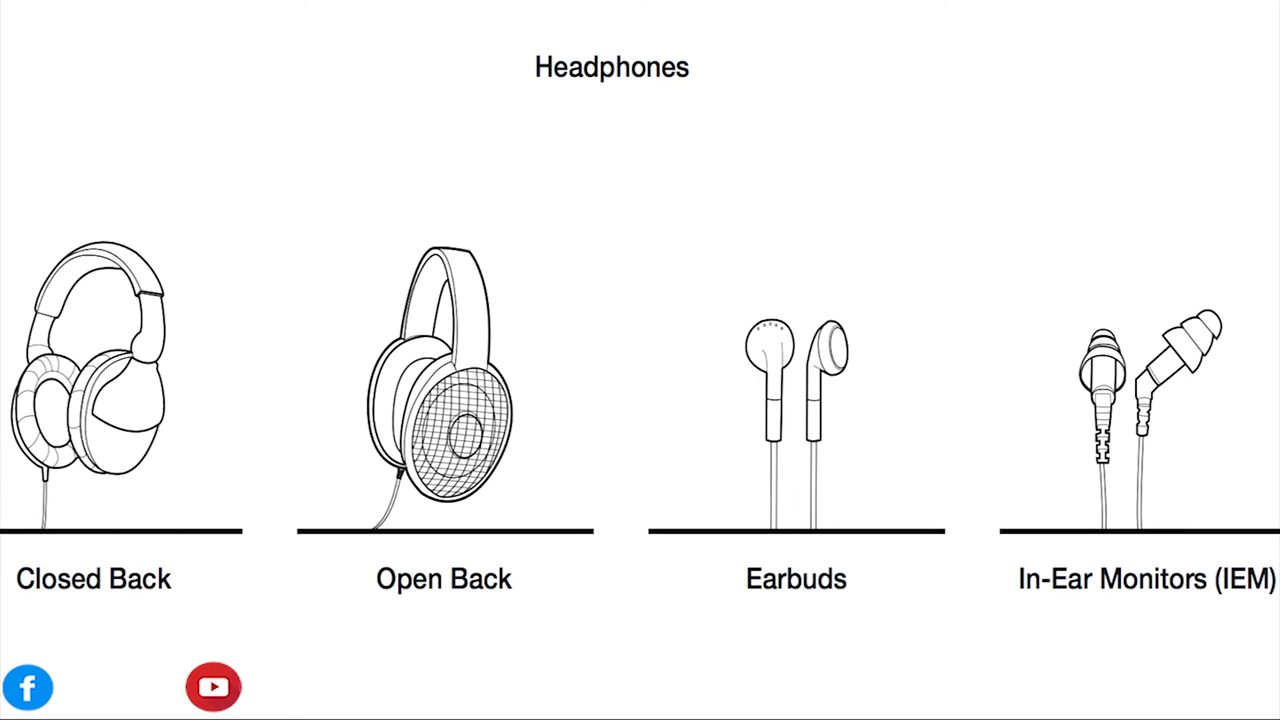 Headphones
Closed Back
Open Back
Earbuds
In-Ear Monitors (IEM)